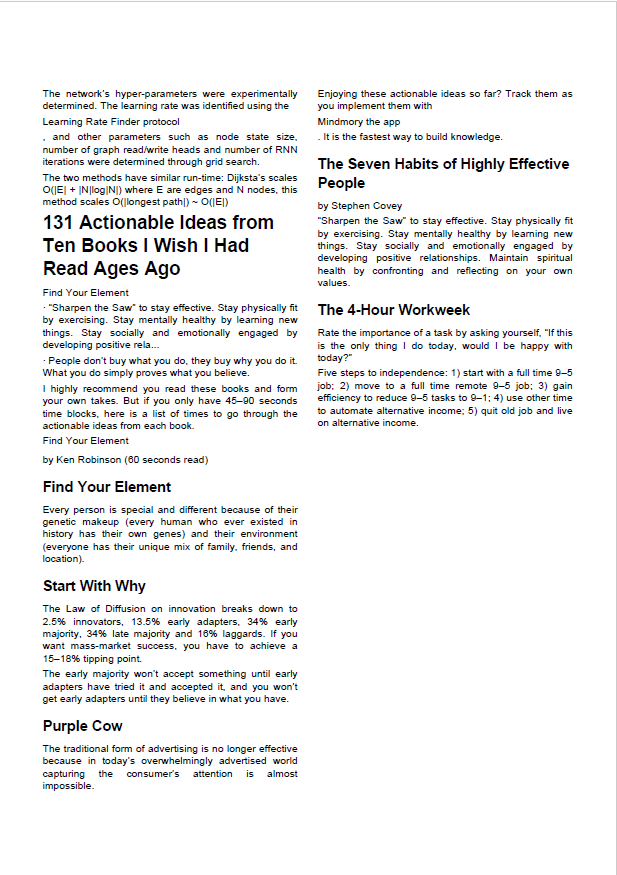 The network's hyper-parameters were experimentally
determined. The learning rate was identified using the
Learning Rate Finder protocol
, and other parameters such as node state size,
number of graph read/write heads and number of RNN
iterations were determined through grid search.
The two methods have similar run-time: Dijksta's scales
O(|E| + |N|log|N|) where E are edges and N nodes, this
method scales O(|longest path|) ~ O(|E|)
131 Actionable Ideas from
Ten Books I Wish I Had
Read Ages Ago
Find Your Element
· "Sharpen the Saw" to stay effective. Stay physically fit
by exercising. Stay mentally healthy by learning new
things. Stay socially and emotionally engaged by
developing positive rela...
· People don't buy what you do, they buy why you do it.
What you do simply proves what you believe.
I highly recommend you read these books and form
your own takes. But if you only have 45–90 seconds
time blocks, here is a list of times to go through the
actionable ideas from each book.
Find Your Element
by Ken Robinson (60 seconds read)
Find Your Element
Every person is special and different because of their
genetic makeup (every human who ever existed in
history has their own genes) and their environment
(everyone has their unique mix of family, friends, and
location).
Start With Why
The Law of Diffusion on innovation breaks down to
2.5% innovators, 13.5% early adapters, 34% early
majority, 34% late majority and 16% laggards. If you
want mass-market success, you have to achieve a
15–18% tipping point.
The early majority won't accept something until early
adapters have tried it and accepted it, and you won't
get early adapters until they believe in what you have.
Purple Cow
The traditional form of advertising is no longer effective
because in today's overwhelmingly advertised world
capturing the consumer's attention is almost
impossible.
Enjoying these actionable ideas so far? Track them as
you implement them with
Mindmory the app
. It is the fastest way to build knowledge.
The Seven Habits of Highly Effective
People
by Stephen Covey
"Sharpen the Saw" to stay effective. Stay physically fit
by exercising. Stay mentally healthy by learning new
things. Stay socially and emotionally engaged by
developing positive relationships. Maintain spiritual
health by confronting and reflecting on your own
values.
The 4-Hour Workweek
Rate the importance of a task by asking yourself, "If this
is the only thing I do today, would I be happy with
today?"
Five steps to independence: 1) start with a full time 9–5
job; 2) move to a full time remote 9–5 job; 3) gain
efficiency to reduce 9–5 tasks to 9–1; 4) use other time
to automate alternative income; 5) quit old job and live
on alternative income.